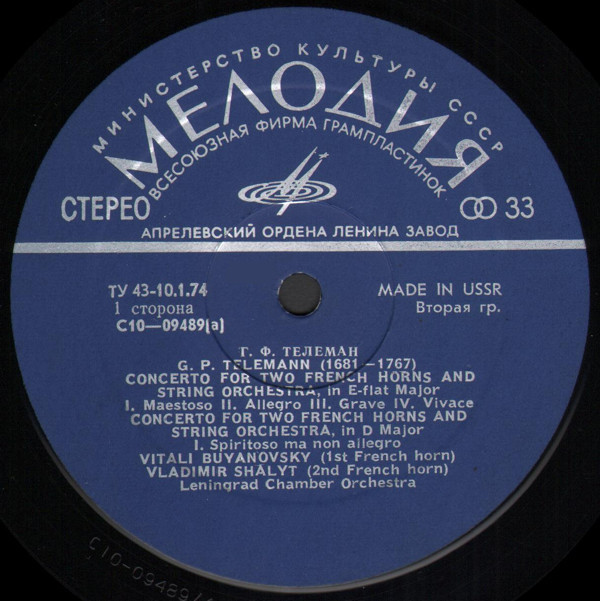 МИНИСТЕРСТВО КУЛЬТУРЫ СССР
МЕЛОДИЯ
ВСЕСОЮЗНАЯ ФИРМА ГРАМПЛАСТИНОК
СТЕРЕО
33
АПРЕЛЕВСКИЙ ОРДЕНА ЛЕНИНА ЗАВОД
ТУ 43-10.1.74
MADE IN USSR
1 сторона
Вторая гр.
С10—09489(a)
Т. Ф. ТЕЛЕМАН
G. P. TELEMANN (1681—1767)
CONCERTO FOR TWO FRENCH HORNS AND
STRING ORCHESTRA, in E-flat Major
I. Maestoso II. Allegro III. Grave IV. Vivace
CONCERTO FOR TWO FRENCH HORNS AND
STRING ORCHESTRA, in D Major
I. Spiritoso ma non allegro
VITALI BUYANOVSKY (1st French horn)
VLADIMIR SHALYT (2nd French horn)
Leningrad Chamber Orchestra
С10-09489/